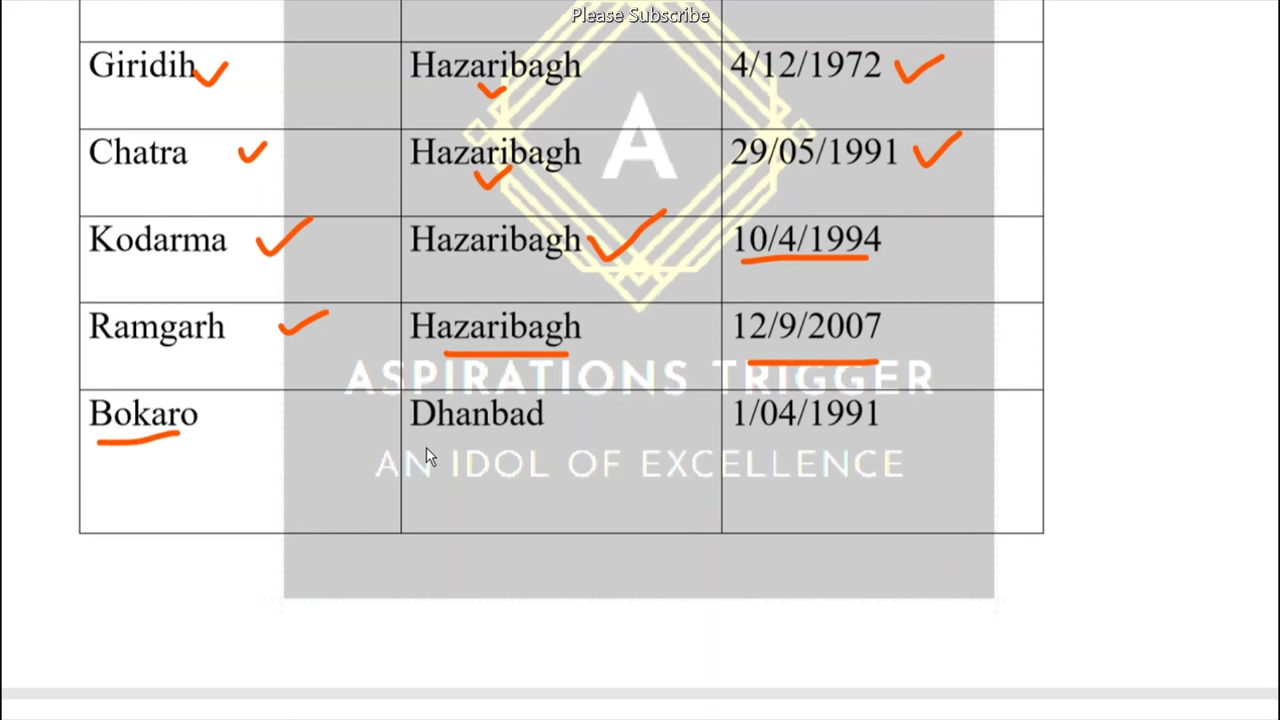 Please Subscribe
Giridih Hazaribagh 4/12/1972
Chatra Hazaribagh 29/05/1991
A
Kodarma Hazaribagh 10/4/1994
Ramgarh Hazaribagh 12/9/2007
ASPIRATIONS TRIGGER
Bokaro Dhanbad 1/04/1991
AN IDOL OF EXCELLENCE